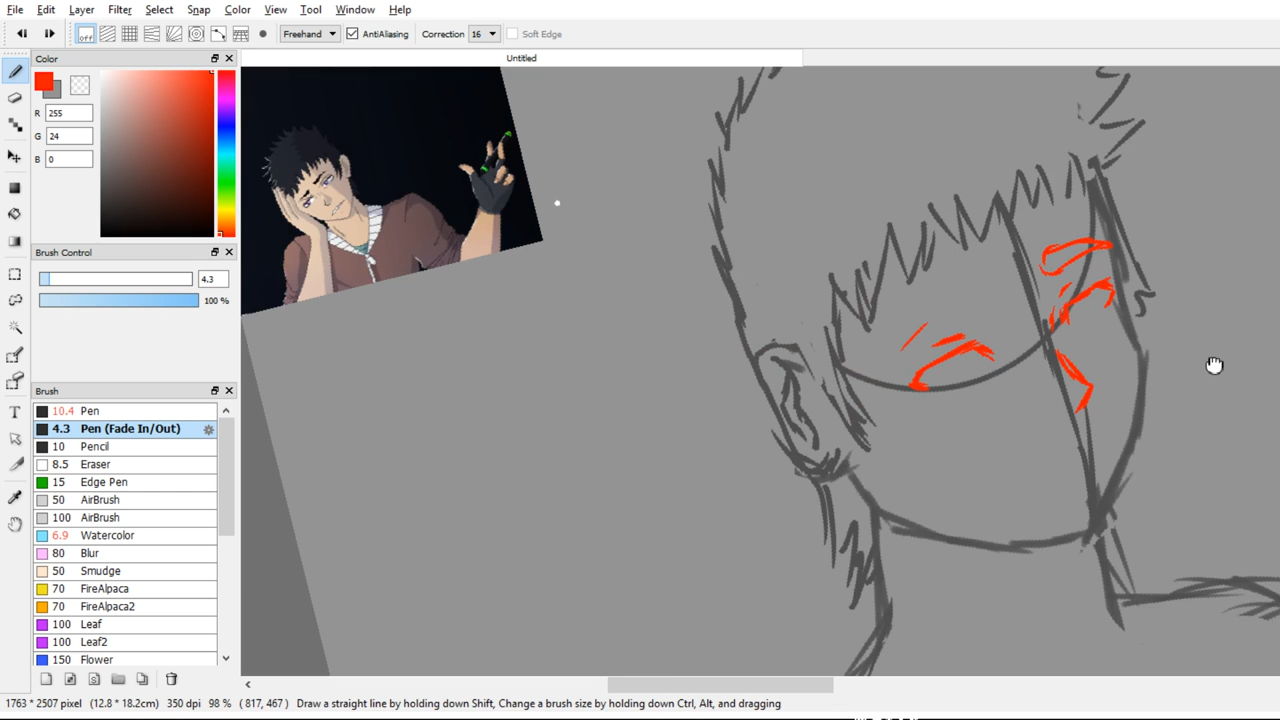 File Edit Layer Filter Select Snap Color View Tool Window Help
off Freehand AntiAliasing Correction 16 Soft Edge
Color
Untitled
R 255
G 24
B 0
Brush Control
4.3
100 %
Brush
10.4 Pen
4.3 Pen (Fade In/Out)
10 Pencil
8.5 Eraser
15 Edge Pen
50 AirBrush
100 AirBrush
6.9 Watercolor
80 Blur
50 Smudge
70 FireAlpaca
70 FireAlpaca2
100 Leaf
100 Leaf2
150 Flower
1763 * 2507 pixel (12.8 * 18.2cm) 350 dpi 98 % ( 817, 467 ) Draw a straight line by holding down Shift, Change a brush size by holding down Ctrl, Alt, and dragging